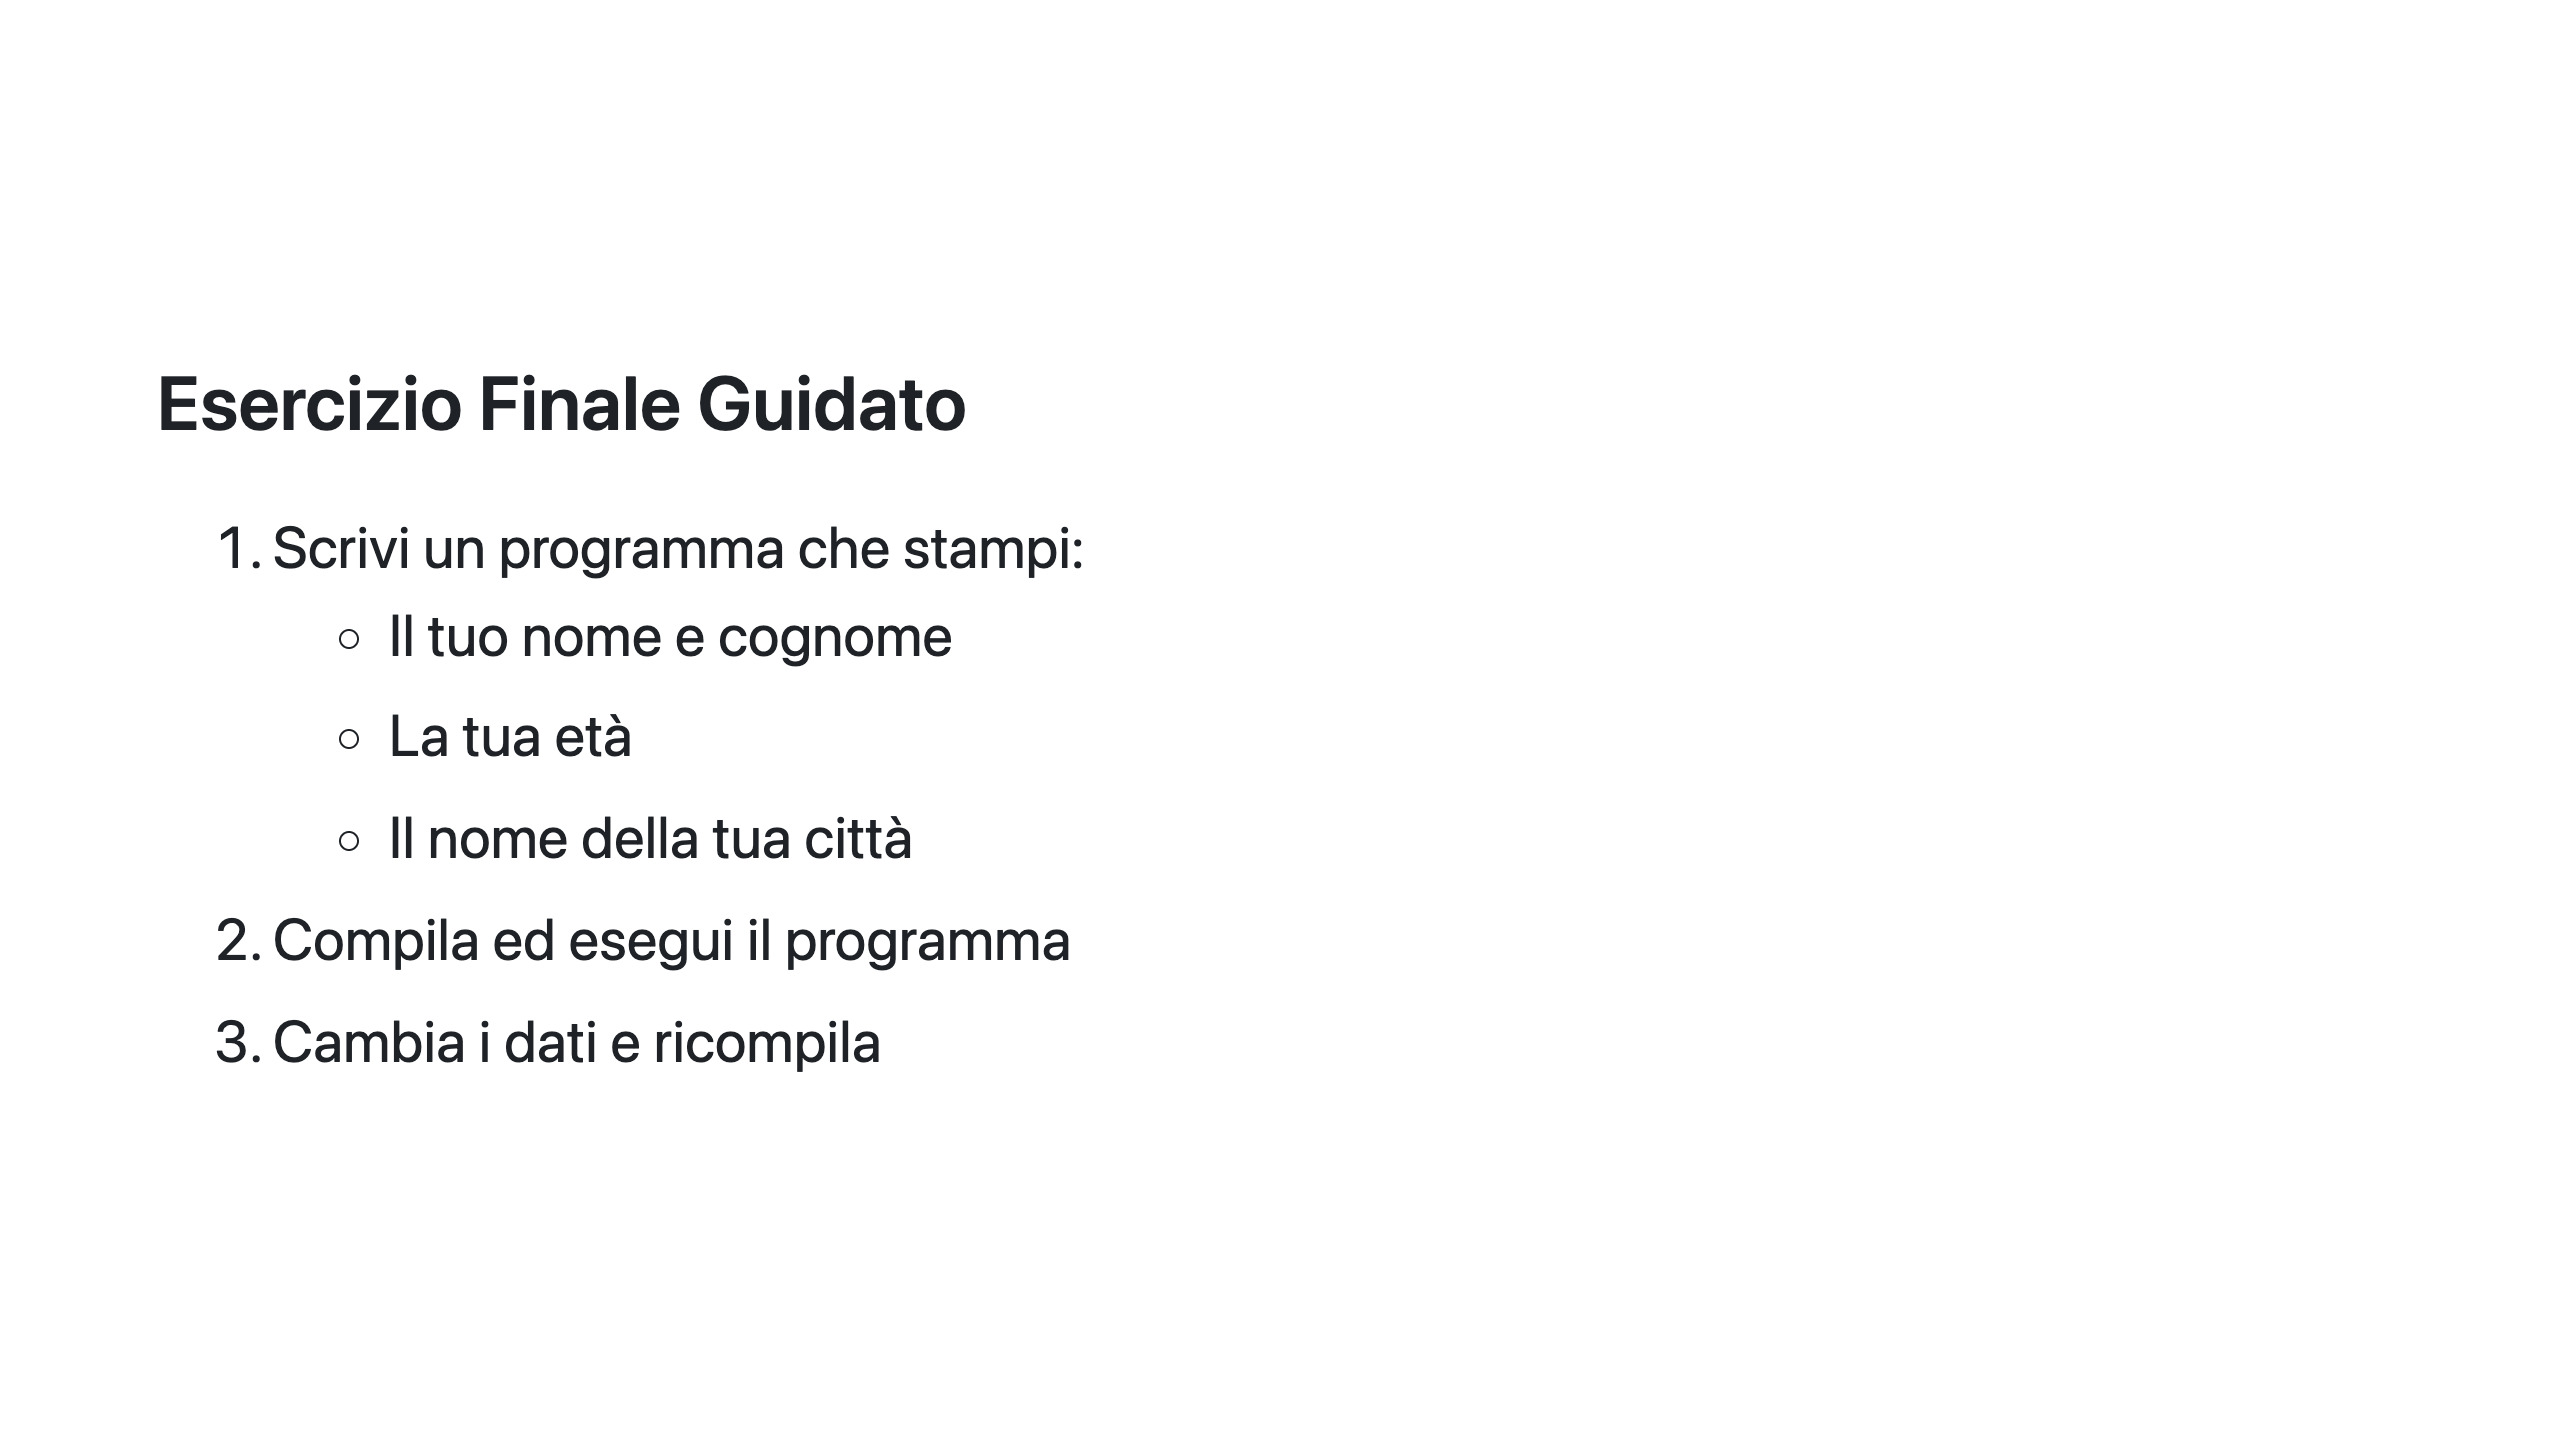 Esercizio Finale Guidato
1. Scrivi un programma che stampi:
○ Il tuo nome e cognome
○ La tua età
○ Il nome della tua città
2. Compila ed esegui il programma
3. Cambia i dati e ricompila